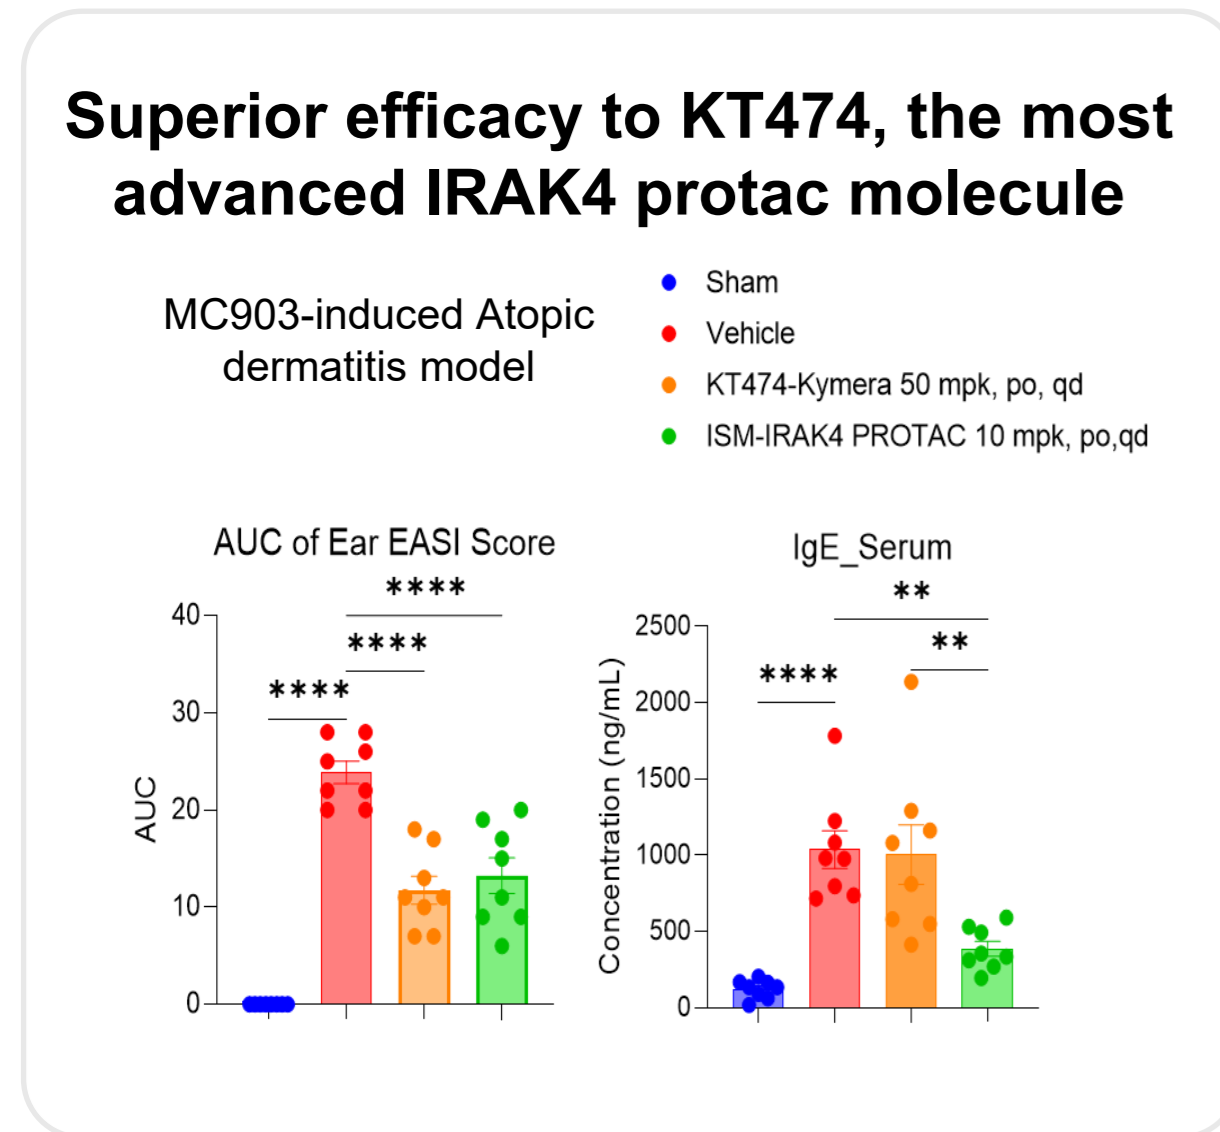 Superior efficacy to KT474, the most
advanced IRAK4 protac molecule
MC903-induced Atopic
dermatitis model
Sham
Vehicle
KT474-Kymera 50 mpk, po, qd
ISM-IRAK4 PROTAC 10 mpk, po,qd
AUC of Ear EASI Score
****
****
****
40
30
20
10
0
AUC
IgE_Serum
**
**
****
2500
2000
1500
1000
500
0
Concentration (ng/mL)